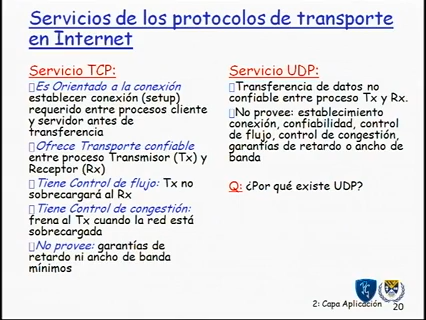 Servicios de los protocolos de transporte
en Internet
Servicio TCP:
Es Orientado a la conexión
establecer conexión (setup)
requerido entre procesos cliente
y servidor antes de
transferencia
Ofrece Transporte confiable
entre proceso Transmisor (Tx) y
Receptor (Rx)
Tiene Control de flujo: Tx no
sobrecargará al Rx
Tiene Control de congestión:
frena al Tx cuando la red está
sobrecargada
No provee: garantías de
retardo ni ancho de banda
mínimos
Servicio UDP:
Transferencia de datos no
confiable entre proceso Tx y Rx.
No provee: establecimiento
conexión, confiabilidad, control
de flujo, control de congestión,
garantías de retardo o ancho de
banda
Q: ¿Por qué existe UDP?
2: Capa Aplicación
20